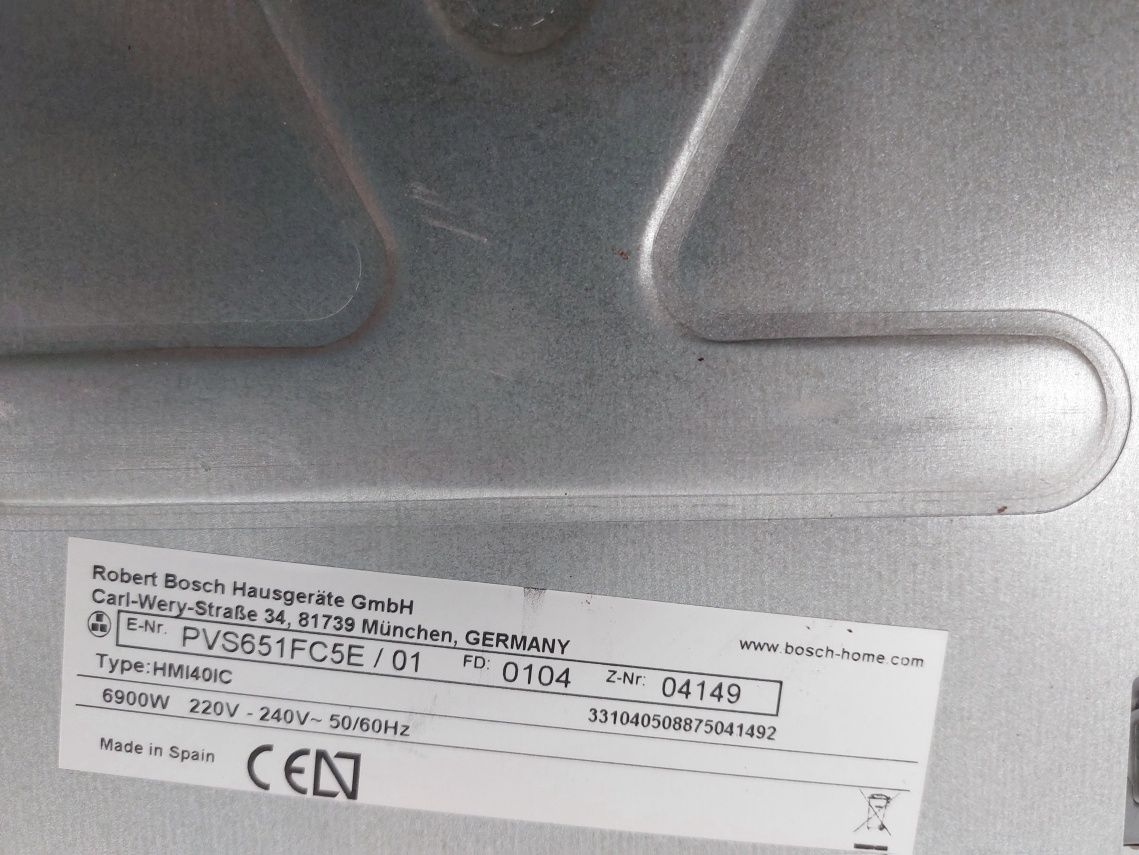 Robert Bosch Hausgeräte GmbH
Carl-Wery-Straße 34, 81739 München, GERMANY
www.bosch-home.com
E-Nr. PVS651FC5E / 01 FD: 0104 Z-Nr: 04149
Type:HMI40IC
331040508875041492
6900W 220V - 240V~ 50/60Hz
Made in Spain
CE N